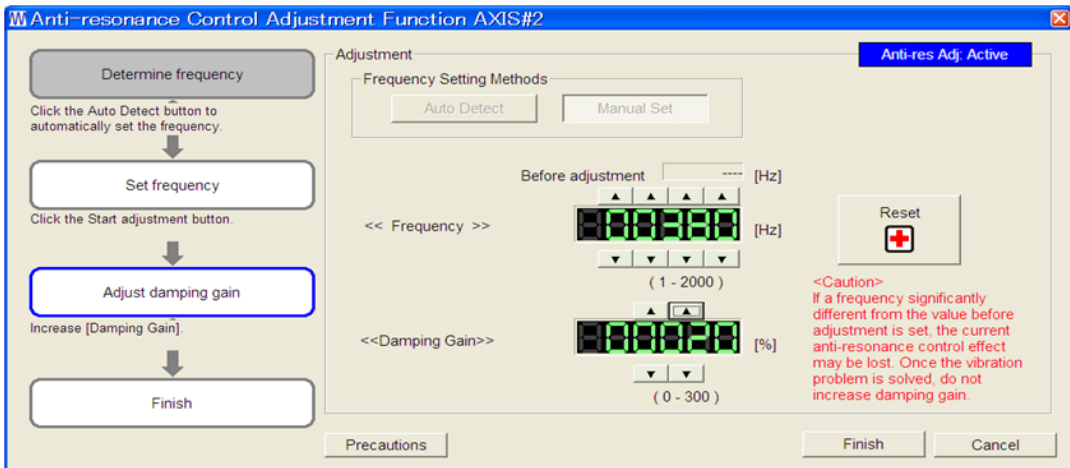 Anti-resonance Control Adjustment Function AXIS#2
Determine frequency
Click the Auto Detect button to
automatically set the frequency.
Set frequency
Click the Start adjustment button.
Adjust damping gain
Increase [Damping Gain].
Finish
Adjustment
Anti-res Adj: Active
Frequency Setting Methods
Auto Detect
Manual Set
Before adjustment ---- [Hz]
<< Frequency >> 00380 [Hz]
( 1 - 2000 )
<<Damping Gain>> 00020 [%]
( 0 - 300 )
Reset
<Caution>
If a frequency significantly
different from the value before
adjustment is set, the current
anti-resonance control effect
may be lost. Once the vibration
problem is solved, do not
increase damping gain.
Precautions
Finish
Cancel